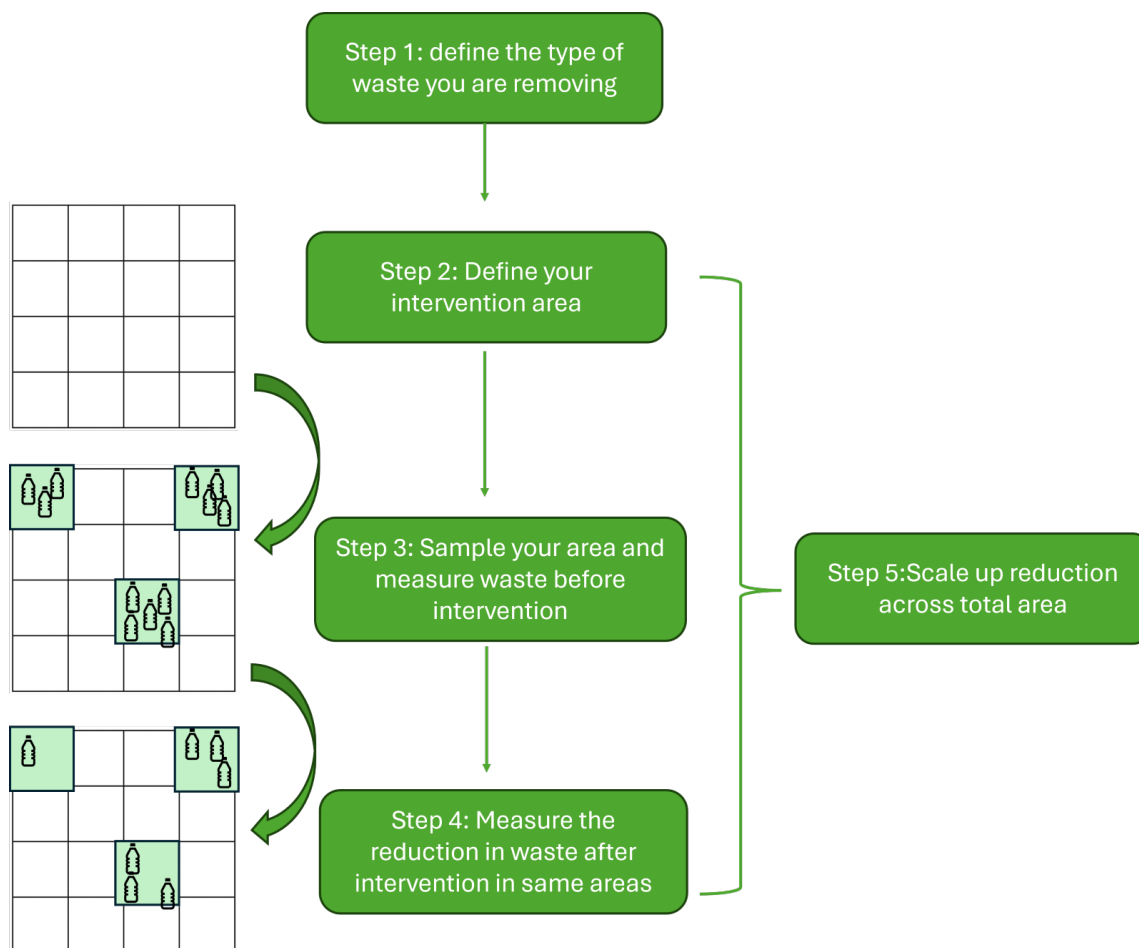 Step 1: define the type of
waste you are removing
Step 2: Define your
intervention area
Step 3: Sample your area and
measure waste before
intervention
Step 4: Measure the
reduction in waste after
intervention in same areas
Step 5:Scale up reduction
across total area